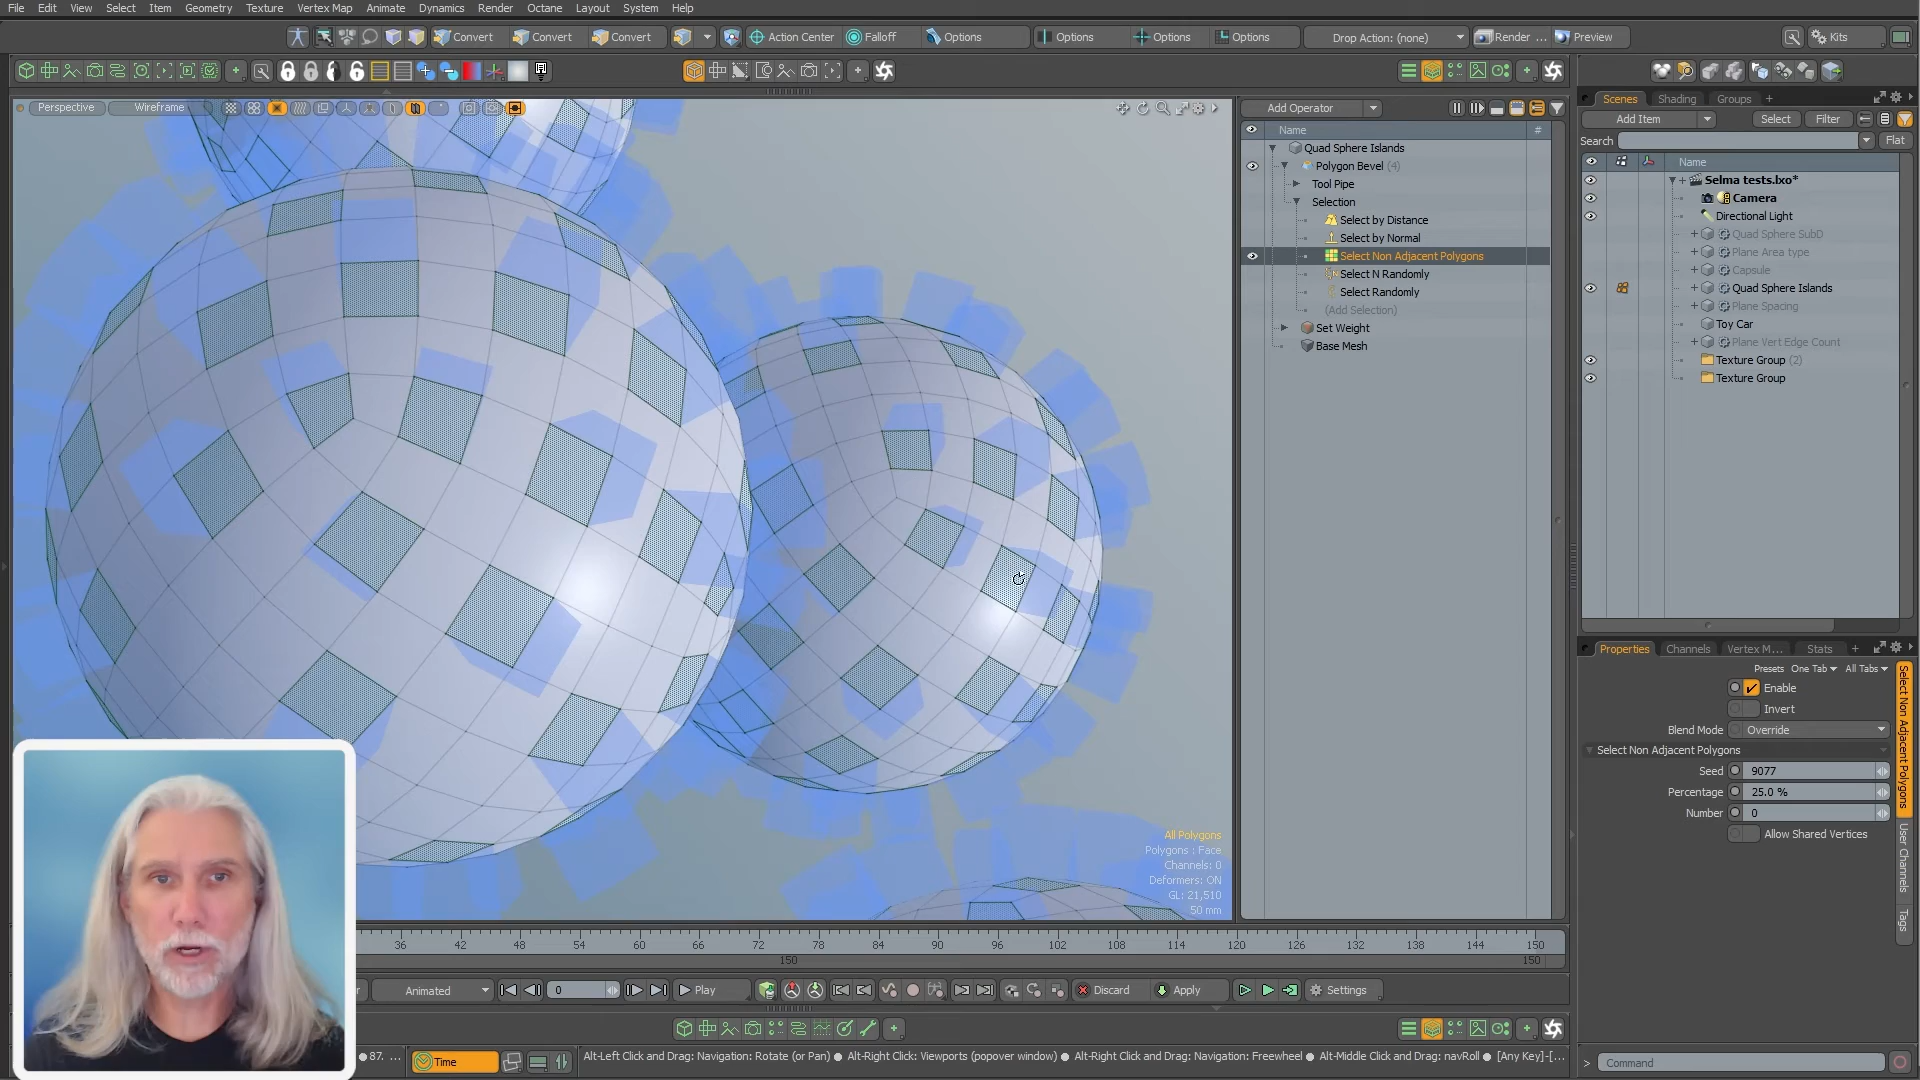 File Edit View Select Item Geometry Texture Vertex Map Animate Dynamics Render Octane Layout System Help
Convert Convert Convert Action Center Falloff Options Options Options Options Drop Action: (none) Render ... Preview Kits
Perspective Wireframe
Add Operator
Name #
Quad Sphere Islands
Polygon Bevel (4)
Tool Pipe
Selection
Select by Distance
Select by Normal
Select Non Adjacent Polygons
Select N Randomly
Select Randomly
(Add Selection)
Set Weight
Base Mesh
Scenes Shading Groups +
Add Item Select Filter
Search Flat
Name
Selma tests.lxo*
Camera
Directional Light
Quad Sphere SubD
Plane Area type
Capsule
Quad Sphere Islands
Plane Spacing
Toy Car
Plane Vert Edge Count
Texture Group (2)
Texture Group
All Polygons
Polygons : Face
Channels: 0
Deformers: ON
GL: 21,510
50 mm
Properties Channels Vertex M... Stats +
Presets One Tab All Tabs
Enable
Invert
Blend Mode Override
Select Non Adjacent Polygons
Seed 9077
Percentage 25.0 %
Number 0
Allow Shared Vertices
Select Non Adjacent Polygons
User Channels
Tags
36 42 48 54 60 66 72 78 84 90 96 102 108 114 120 126 132 138 144 150
150 150
Animated 0 Play Discard Apply Settings
87. ... Time Alt-Left Click and Drag: Navigation: Rotate (or Pan) ● Alt-Right Click: Viewports (popover window) ● Alt-Right Click and Drag: Navigation: Freewheel ● Alt-Middle Click and Drag: navRoll ● [Any Key]-[...
> Command